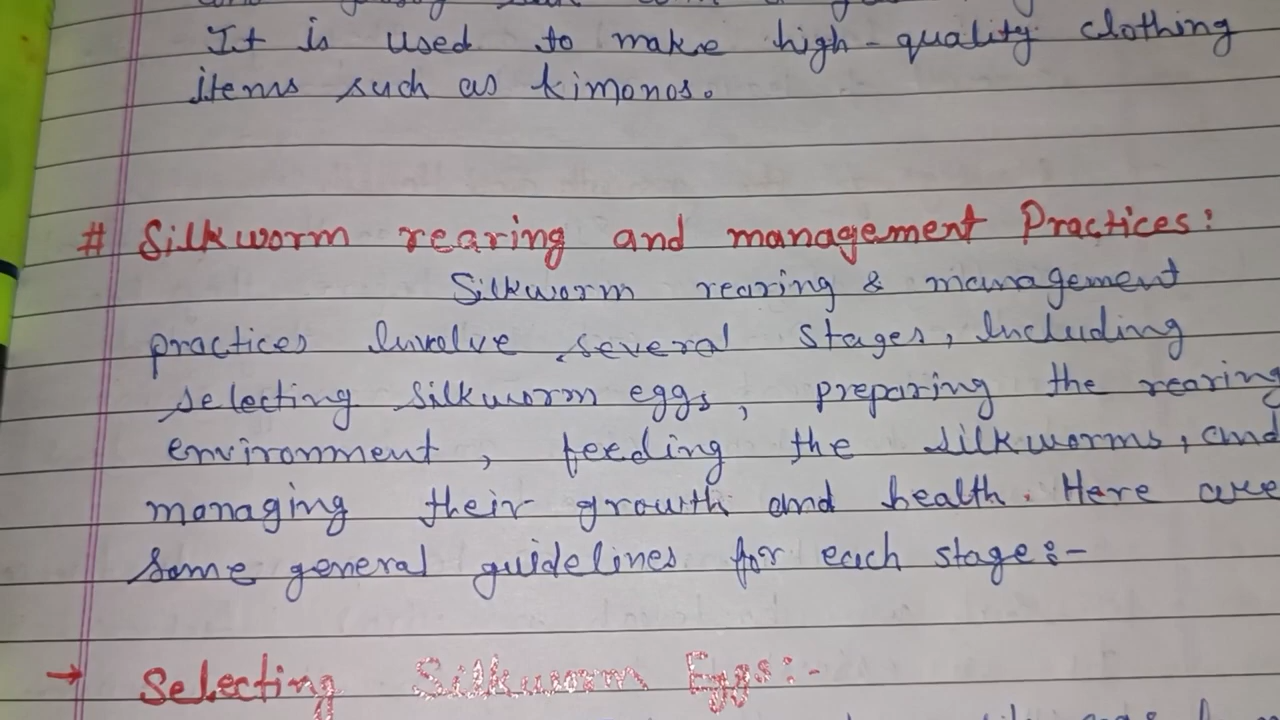 It is used to make high-quality clothing
items such as kimonos.
# Silkworm rearing and management Practices:
Silkworm rearing & management
practices Involve several stages, Including
selecting silkworm eggs, preparing the rearing
environment, feeding the silkworms, and
managing their growth and health. Here are
Some general guidelines for each stage:-
→ Selecting Silkworm Eggs:-